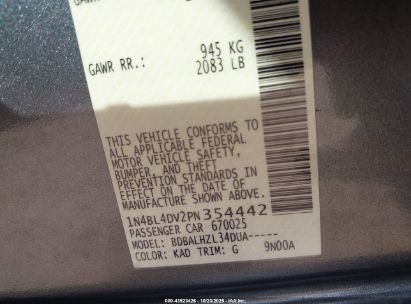 945 KG
GAWR RR.: 2083 LB
THIS VEHICLE CONFORMS TO
ALL APPLICABLE FEDERAL
MOTOR VEHICLE SAFETY,
BUMPER, AND THEFT
PREVENTION STANDARDS IN
EFFECT ON THE DATE OF
MANUFACTURE SHOWN ABOVE.
1N4BL4DV2PN354442
PASSENGER CAR 670025
MODEL: BDBALHZL34DUA-----
COLOR: KAD TRIM: G 9N00A